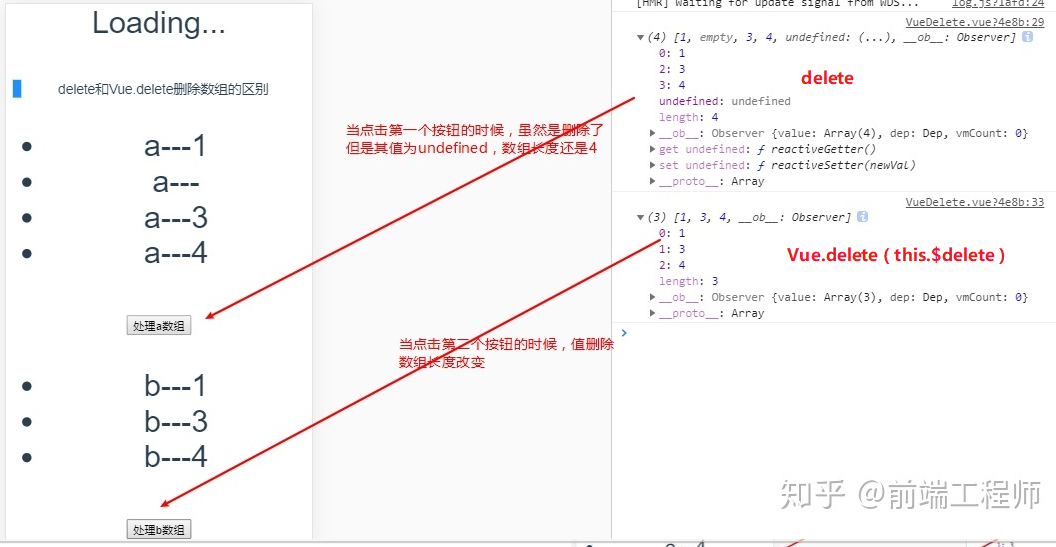 Loading...
delete和Vue.delete删除数组的区别
a---1
a---
a---3
a---4
处理a数组
b---1
b---3
b---4
处理b数组
当点击第一个按钮的时候，虽然是删除了
但是其值为undefined，数组长度还是4
当点击第二个按钮的时候，值删除
数组长度改变
[HMR] Waiting for update signal from WDS... log.js?1afd:24
VueDelete.vue?4e8b:29
(4) [1, empty, 3, 4, undefined: (...), __ob__: Observer]
0: 1
2: 3
3: 4
undefined: undefined
length: 4
__ob__: Observer {value: Array(4), dep: Dep, vmCount: 0}
get undefined: ƒ reactiveGetter()
set undefined: ƒ reactiveSetter(newVal)
__proto__: Array
delete
VueDelete.vue?4e8b:33
(3) [1, 3, 4, __ob__: Observer]
0: 1
1: 3
2: 4
length: 3
__ob__: Observer {value: Array(3), dep: Dep, vmCount: 0}
__proto__: Array
Vue.delete ( this.$delete )
知乎 @前端工程师